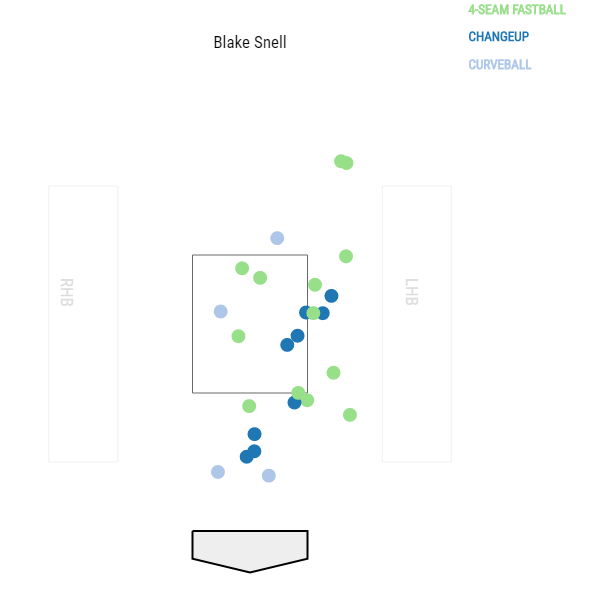 4-SEAM FASTBALL
Blake Snell
CHANGEUP
CURVEBALL
RHB
LHB